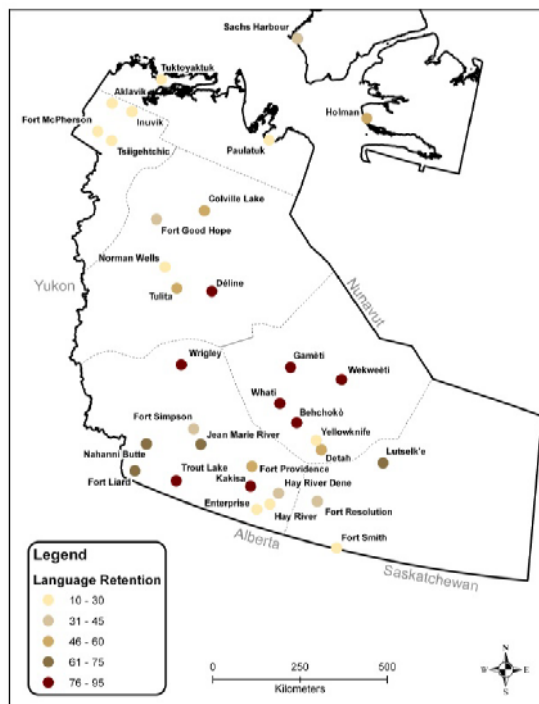 Sachs Harbour
Tuktoyaktuk
Aklavik
Holman
Fort McPherson
Inuvik
Tsiigehtchic
Paulatuk
Colville Lake
Fort Good Hope
Norman Wells
Yukon
Tulita
Déline
Nunavut
Wrigley
Gamèti
Wekweèti
Whati
Behchokò
Fort Simpson
Jean Marie River
Yellowknife
Nahanni Butte
Detah
Lutselk'e
Fort Liard
Trout Lake
Fort Providence
Kakisa
Hay River Dene
Enterprise
Hay River
Fort Resolution
Alberta
Fort Smith
Saskatchewan
Legend
Language Retention
10 - 30
31 - 45
46 - 60
61 - 75
76 - 95
0 250 500
Kilometers
N
W E
S